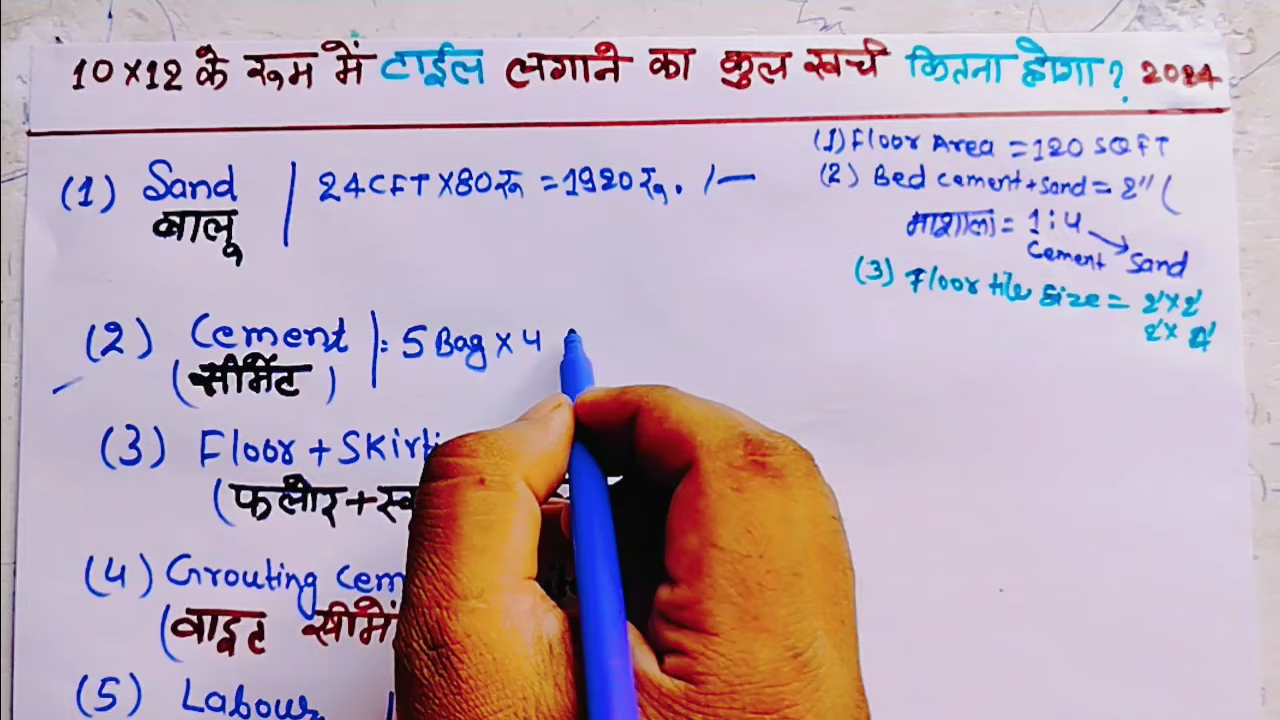 10×12 के रूम में टाईल लगाने का कुल खर्च कितना होगा? 2024
(1) Floor Area = 120 SQFT
(2) Bed cement+sand = 2" (
माशाला = 1:4
Cement Sand
(3) Floor tile Size = 2'×2'
2'× 4'
(1) Sand | 24CFT×80रू =1920रू. /-
बालू
(2) Cement | : 5 Bag × 4
(सीमेंट)
(3) Floor + Skirti
(फ्लोर+स्क
(4) Grouting Cem
(वाइट सीमें
(5) Labour